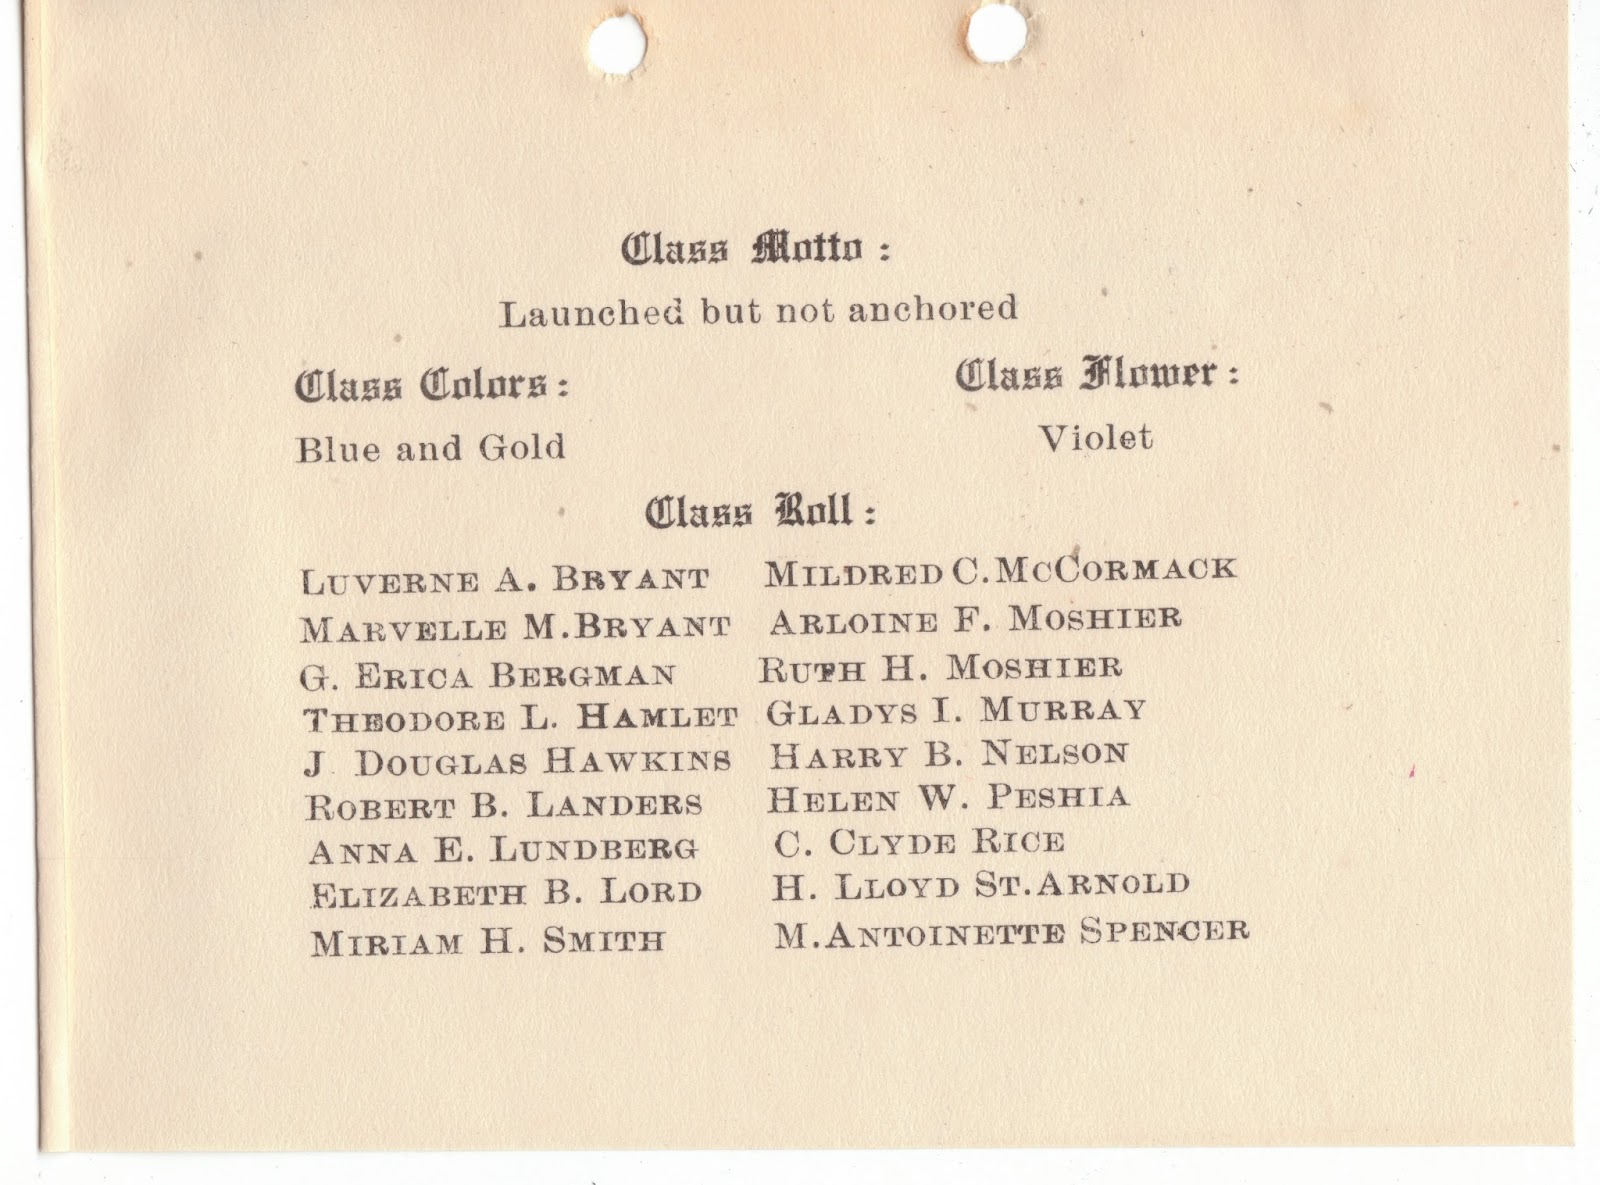 Class Motto :
Launched but not anchored
Class Colors :
Blue and Gold
Class Flower :
Violet
Class Roll :
LUVERNE A. BRYANT
MARVELLE M.BRYANT
G. ERICA BERGMAN
THEODORE L. HAMLET
J. DOUGLAS HAWKINS
ROBERT B. LANDERS
ANNA E. LUNDBERG
ELIZABETH B. LORD
MIRIAM H. SMITH
MILDRED C.MCCORMACK
ARLOINE F. MOSHIER
RUTH H. MOSHIER
GLADYS I. MURRAY
HARRY B. NELSON
HELEN W. PESHIA
C. CLYDE RICE
H. LLOYD ST.ARNOLD
M.ANTOINETTE SPENCER